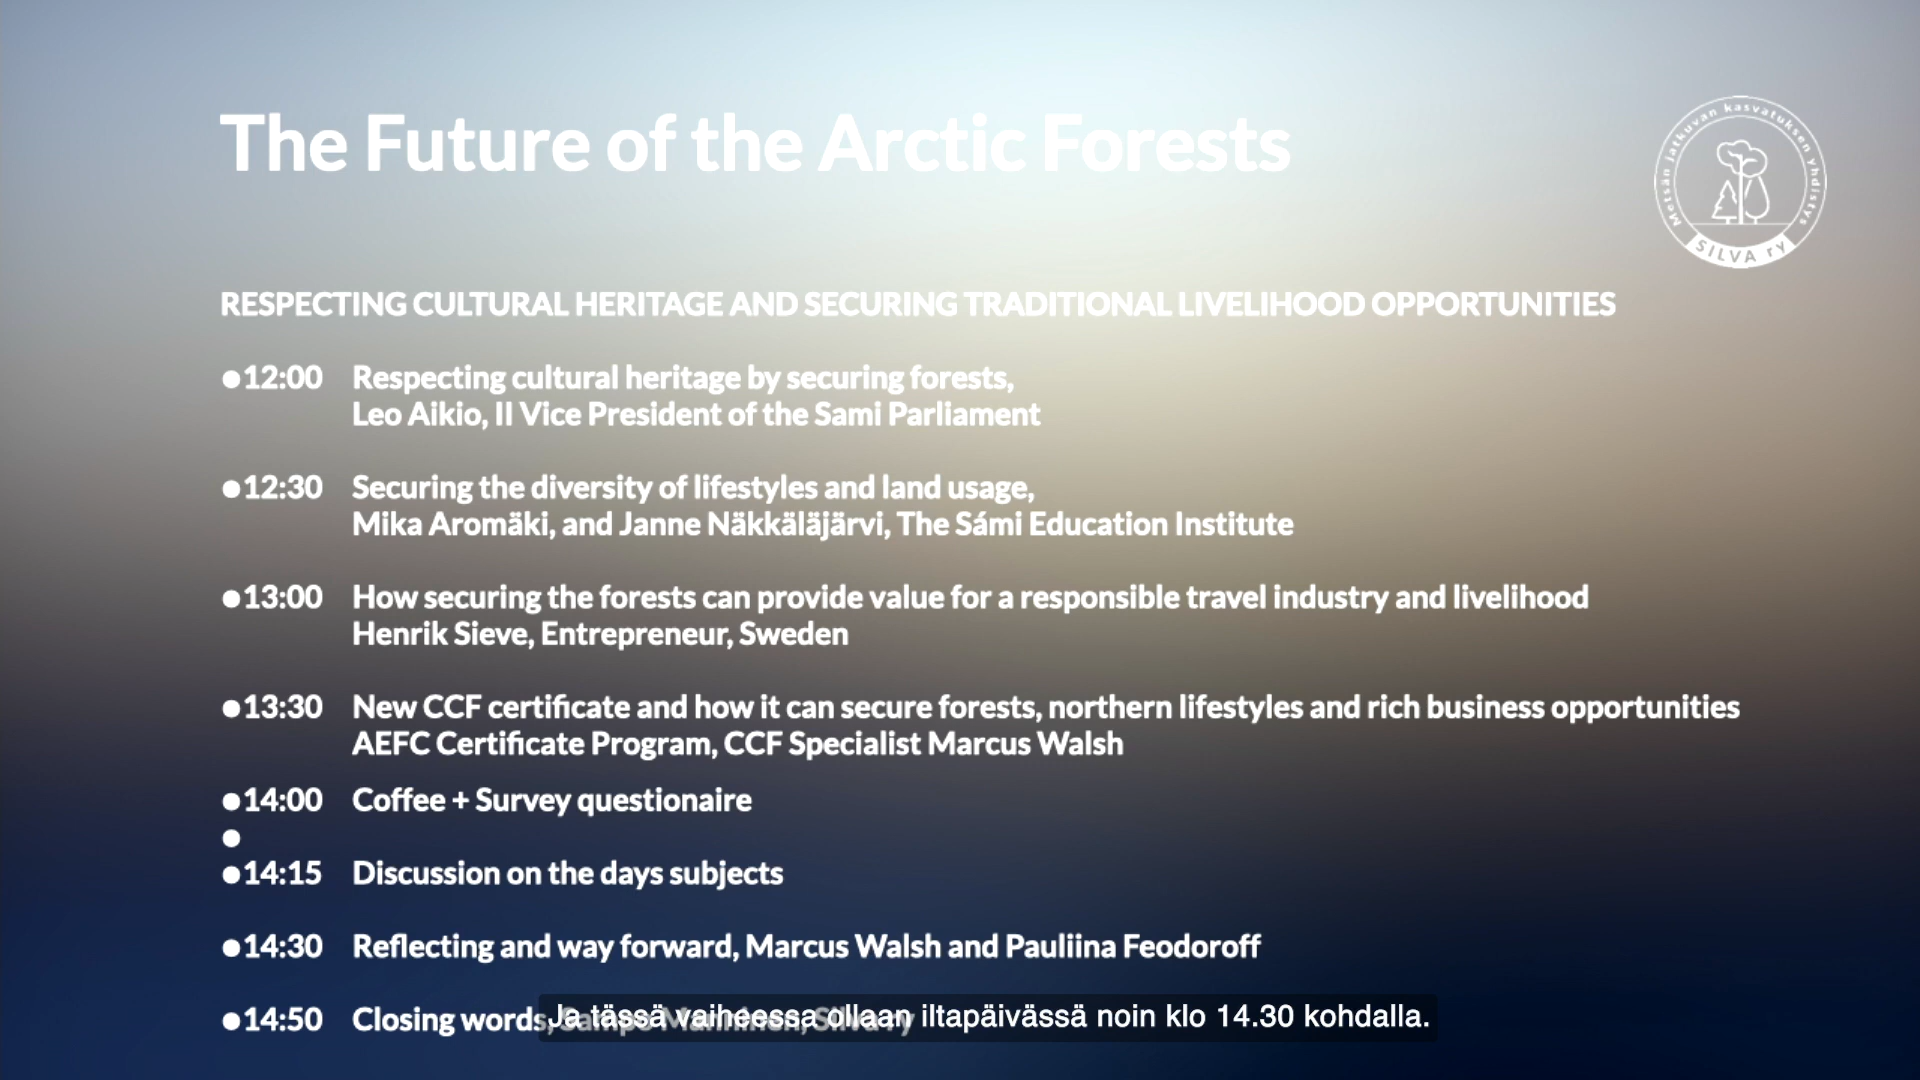 The Future of the Arctic Forests
Metsän jatkuvan kasvatuksen yhdistys
SILVA ry
RESPECTING CULTURAL HERITAGE AND SECURING TRADITIONAL LIVELIHOOD OPPORTUNITIES
●12:00 Respecting cultural heritage by securing forests,
Leo Aikio, II Vice President of the Sami Parliament
●12:30 Securing the diversity of lifestyles and land usage,
Mika Aromäki, and Janne Näkkäläjärvi, The Sámi Education Institute
●13:00 How securing the forests can provide value for a responsible travel industry and livelihood
Henrik Sieve, Entrepreneur, Sweden
●13:30 New CCF certificate and how it can secure forests, northern lifestyles and rich business opportunities
AEFC Certificate Program, CCF Specialist Marcus Walsh
●14:00 Coffee + Survey questionaire
●
●14:15 Discussion on the days subjects
●14:30 Reflecting and way forward, Marcus Walsh and Pauliina Feodoroff
●14:50 Closing words,
Ja tässä vaiheessa ollaan iltapäivässä noin klo 14.30 kohdalla.